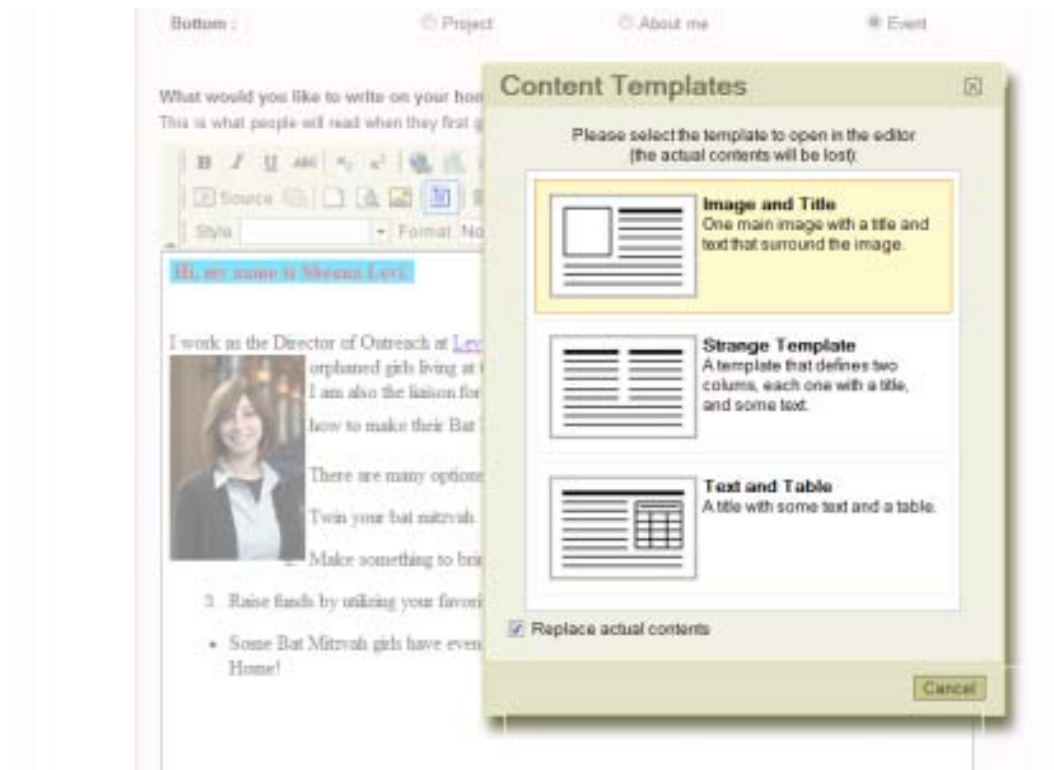 Bottom :
Project
About me
Event
Content Templates
What would you like to write on your hom
This is what people will read when they first g
Please select the template to open in the editor
(the actual contents will be lost):
B I U ABC
Source
Style
Format No
Image and Title
One main image with a title and
text that surround the image.
Hi, my name is Sheena Levi.
I work as the Director of Outreach at Lev
orphaned girls living at
I am also the liaison for
how to make their Bat
There are many options
Twin your bat mitzvah
Make something to brin
3. Raise funds by utilizing your favori
• Some Bat Mitzvah girls have even
Home!
Strange Template
A template that defines two
colums, each one with a title,
and some text.
Text and Table
A title with some text and a table.
Replace actual contents
Cancel